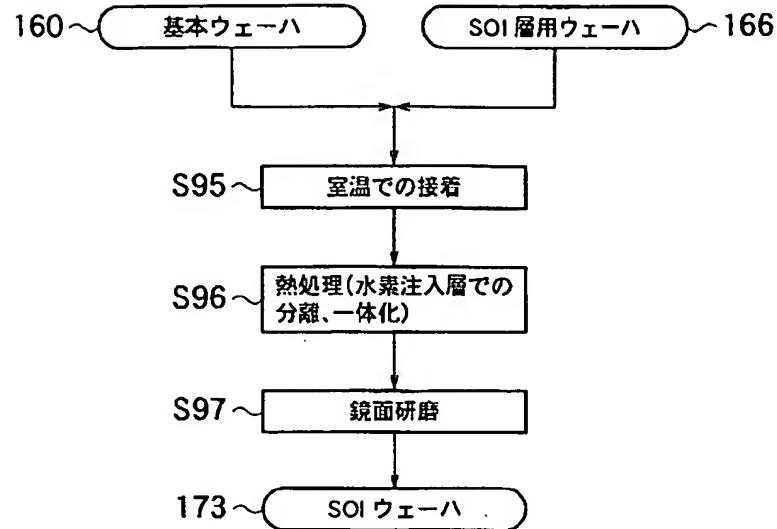 160 基本ウェーハ
SOI層用ウェーハ 166
S95 室温での接着
S96 熱処理(水素注入層での
分離、一体化)
S97 鏡面研磨
173 SOIウェーハ